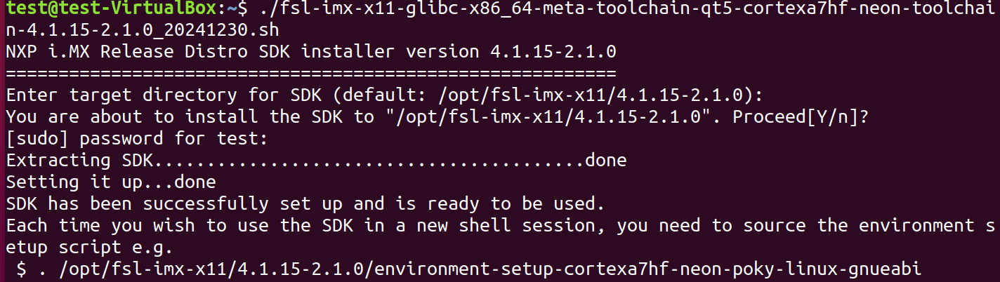 test@test-VirtualBox:~$ ./fsl-imx-x11-glibc-x86_64-meta-toolchain-qt5-cortexa7hf-neon-toolchai
n-4.1.15-2.1.0_20241230.sh
NXP i.MX Release Distro SDK installer version 4.1.15-2.1.0
==========================================================
Enter target directory for SDK (default: /opt/fsl-imx-x11/4.1.15-2.1.0):
You are about to install the SDK to "/opt/fsl-imx-x11/4.1.15-2.1.0". Proceed[Y/n]?
[sudo] password for test:
Extracting SDK.........................................done
Setting it up...done
SDK has been successfully set up and is ready to be used.
Each time you wish to use the SDK in a new shell session, you need to source the environment s
etup script e.g.
 $ . /opt/fsl-imx-x11/4.1.15-2.1.0/environment-setup-cortexa7hf-neon-poky-linux-gnueabi